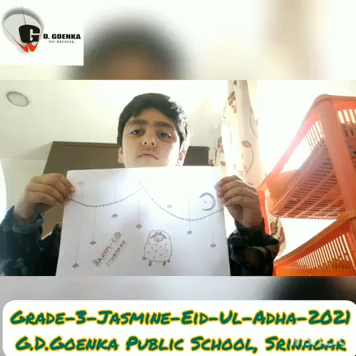 G D. GOENKA
SCHOOL
Grade-3-Jasmine-Eid-Ul-Adha-2021
G.D.Goenka Public School, Srinagar